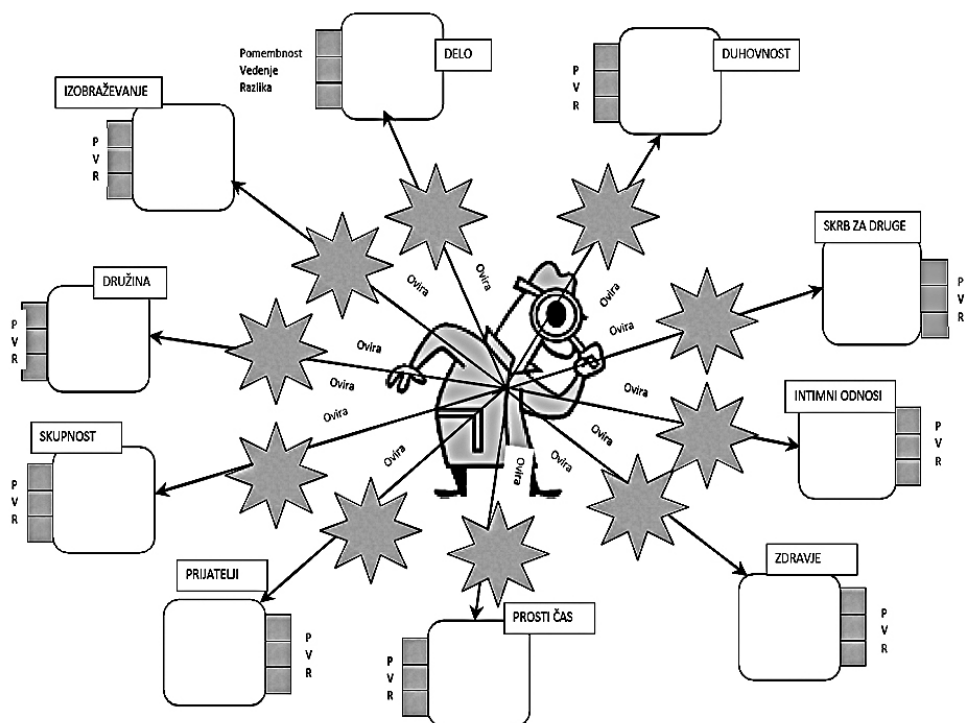 DELO
Pomembnost
Vedenje
Razlika
DUHOVNOST
P
V
R
IZOBRAŽEVANJE
P
V
R
SKRB ZA DRUGE
P
V
R
DRUŽINA
P
V
R
INTIMNI ODNOSI
P
V
R
SKUPNOST
P
V
R
ZDRAVJE
P
V
R
PRIJATELJI
P
V
R
PROSTI ČAS
P
V
R
Ovira
Ovira
Ovira
Ovira
Ovira
Ovira
Ovira
Ovira
Ovira
Ovira